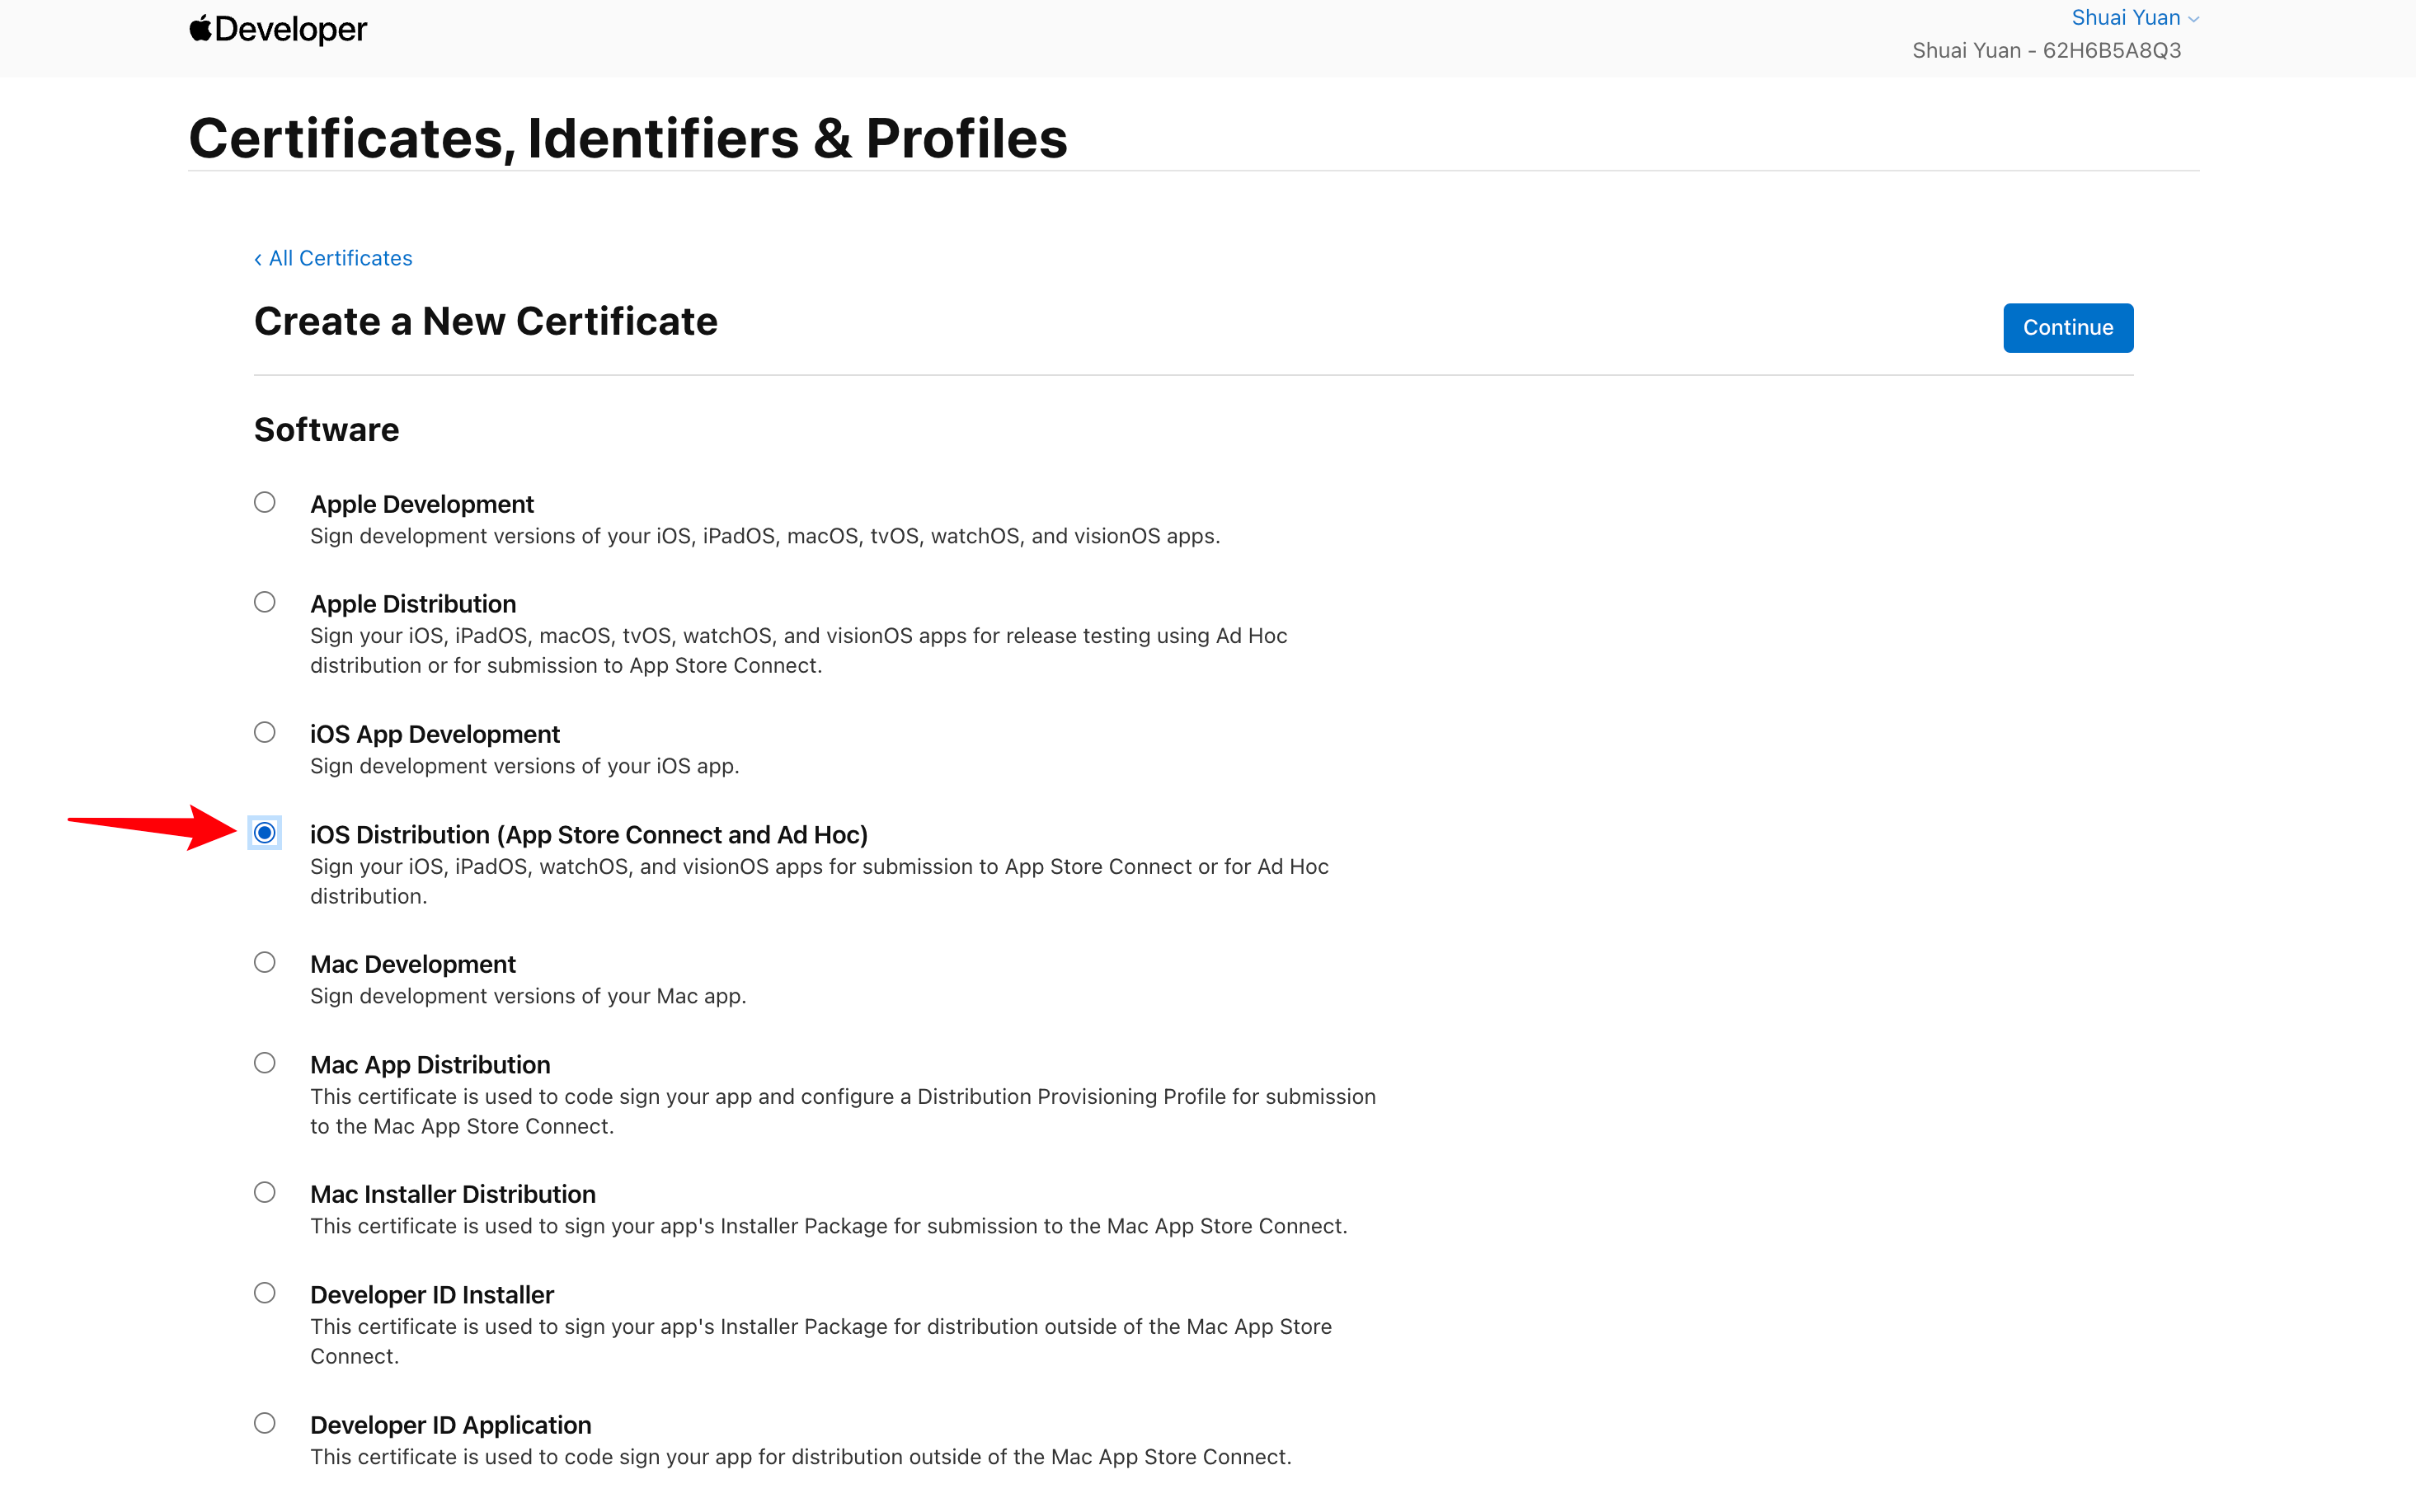 Developer
Shuai Yuan
Shuai Yuan - 62H6B5A8Q3
Certificates, Identifiers & Profiles
‹ All Certificates
Create a New Certificate
Continue
Software
Apple Development
Sign development versions of your iOS, iPadOS, macOS, tvOS, watchOS, and visionOS apps.
Apple Distribution
Sign your iOS, iPadOS, macOS, tvOS, watchOS, and visionOS apps for release testing using Ad Hoc
distribution or for submission to App Store Connect.
iOS App Development
Sign development versions of your iOS app.
iOS Distribution (App Store Connect and Ad Hoc)
Sign your iOS, iPadOS, watchOS, and visionOS apps for submission to App Store Connect or for Ad Hoc
distribution.
Mac Development
Sign development versions of your Mac app.
Mac App Distribution
This certificate is used to code sign your app and configure a Distribution Provisioning Profile for submission
to the Mac App Store Connect.
Mac Installer Distribution
This certificate is used to sign your app's Installer Package for submission to the Mac App Store Connect.
Developer ID Installer
This certificate is used to sign your app's Installer Package for distribution outside of the Mac App Store
Connect.
Developer ID Application
This certificate is used to code sign your app for distribution outside of the Mac App Store Connect.